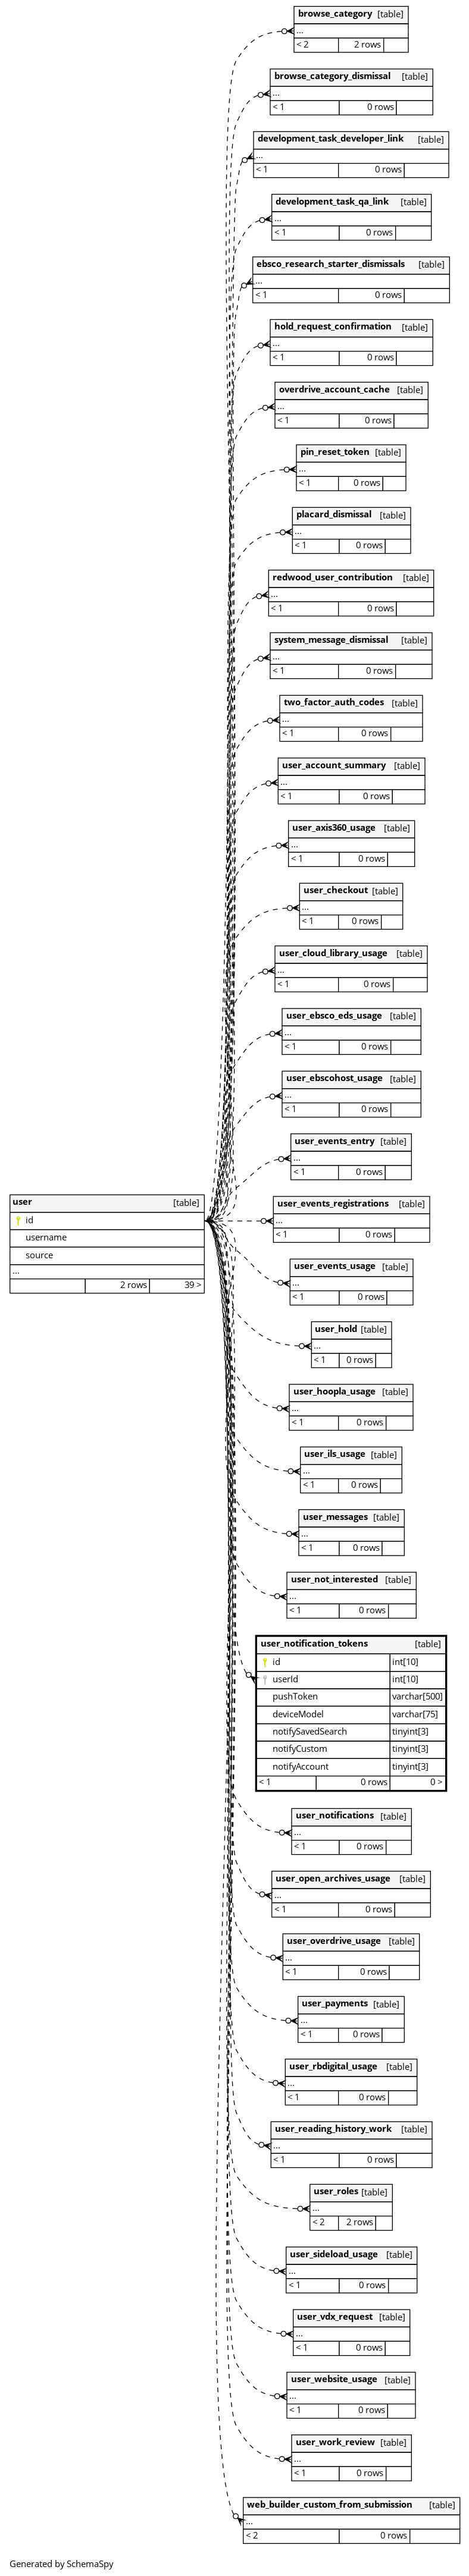 browse_category [table]
...
< 2 2 rows
browse_category_dismissal [table]
...
< 1 0 rows
development_task_developer_link [table]
...
< 1 0 rows
development_task_qa_link [table]
...
< 1 0 rows
ebsco_research_starter_dismissals [table]
...
< 1 0 rows
hold_request_confirmation [table]
...
< 1 0 rows
overdrive_account_cache [table]
...
< 1 0 rows
pin_reset_token [table]
...
< 1 0 rows
placard_dismissal [table]
...
< 1 0 rows
redwood_user_contribution [table]
...
< 1 0 rows
system_message_dismissal [table]
...
< 1 0 rows
two_factor_auth_codes [table]
...
< 1 0 rows
user_account_summary [table]
...
< 1 0 rows
user_axis360_usage [table]
...
< 1 0 rows
user_checkout [table]
...
< 1 0 rows
user_cloud_library_usage [table]
...
< 1 0 rows
user_ebsco_eds_usage [table]
...
< 1 0 rows
user_ebscohost_usage [table]
...
< 1 0 rows
user_events_entry [table]
...
< 1 0 rows
user [table]
id
username
source
...
2 rows 39 >
user_events_registrations [table]
...
< 1 0 rows
user_events_usage [table]
...
< 1 0 rows
user_hold [table]
...
< 1 0 rows
user_hoopla_usage [table]
...
< 1 0 rows
user_ils_usage [table]
...
< 1 0 rows
user_messages [table]
...
< 1 0 rows
user_not_interested [table]
...
< 1 0 rows
user_notification_tokens [table]
id int[10]
userId int[10]
pushToken varchar[500]
deviceModel varchar[75]
notifySavedSearch tinyint[3]
notifyCustom tinyint[3]
notifyAccount tinyint[3]
< 1 0 rows 0 >
user_notifications [table]
...
< 1 0 rows
user_open_archives_usage [table]
...
< 1 0 rows
user_overdrive_usage [table]
...
< 1 0 rows
user_payments [table]
...
< 1 0 rows
user_rbdigital_usage [table]
...
< 1 0 rows
user_reading_history_work [table]
...
< 1 0 rows
user_roles [table]
...
< 2 2 rows
user_sideload_usage [table]
...
< 1 0 rows
user_vdx_request [table]
...
< 1 0 rows
user_website_usage [table]
...
< 1 0 rows
user_work_review [table]
...
< 1 0 rows
web_builder_custom_from_submission [table]
...
< 2 0 rows
Generated by SchemaSpy